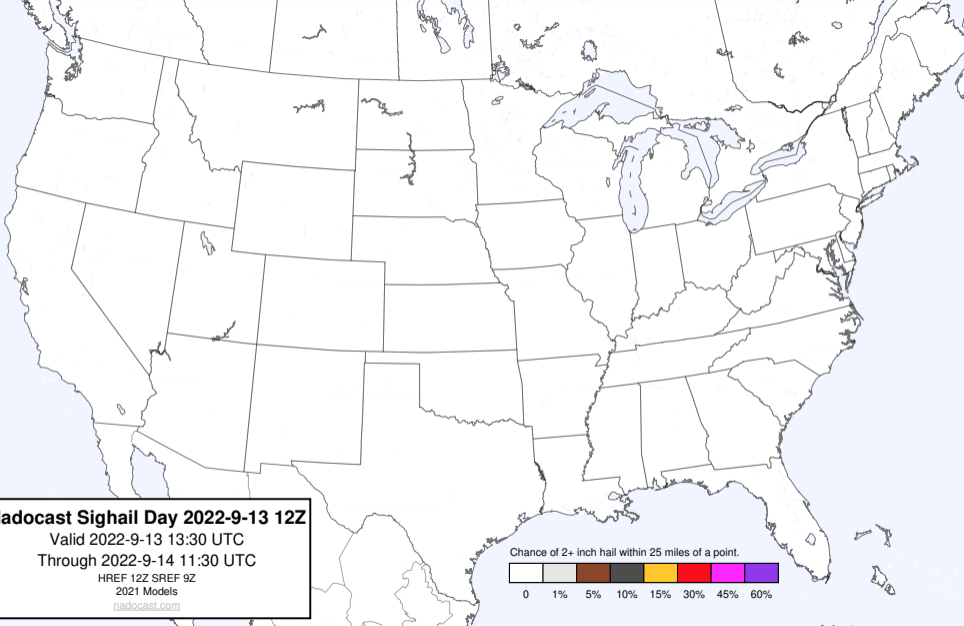 adocast Sighail Day 2022-9-13 12Z
Valid 2022-9-13 13:30 UTC
Through 2022-9-14 11:30 UTC
HREF 12Z SREF 9Z
2021 Models
nadocast.com
Chance of 2+ inch hail within 25 miles of a point.
0 1% 5% 10% 15% 30% 45% 60%